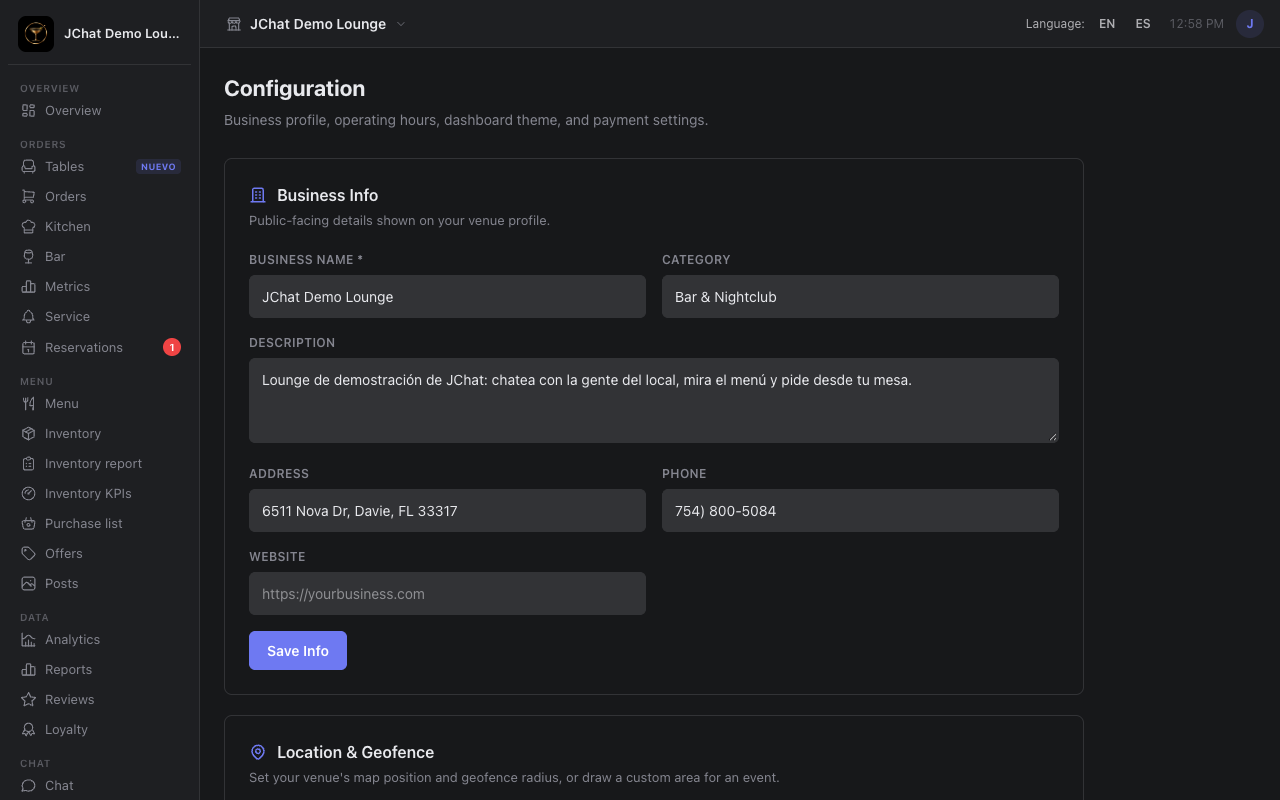 JChat Demo Lou...
OVERVIEW
Overview
ORDERS
Tables NUEVO
Orders
Kitchen
Bar
Metrics
Service
Reservations 1
MENU
Menu
Inventory
Inventory report
Inventory KPIs
Purchase list
Offers
Posts
DATA
Analytics
Reports
Reviews
Loyalty
CHAT
Chat
JChat Demo Lounge
Language: EN ES 12:58 PM J
Configuration
Business profile, operating hours, dashboard theme, and payment settings.
Business Info
Public-facing details shown on your venue profile.
BUSINESS NAME * CATEGORY
JChat Demo Lounge Bar & Nightclub
DESCRIPTION
Lounge de demostración de JChat: chatea con la gente del local, mira el menú y pide desde tu mesa.
ADDRESS PHONE
6511 Nova Dr, Davie, FL 33317 754) 800-5084
WEBSITE
https://yourbusiness.com
Save Info
Location & Geofence
Set your venue's map position and geofence radius, or draw a custom area for an event.